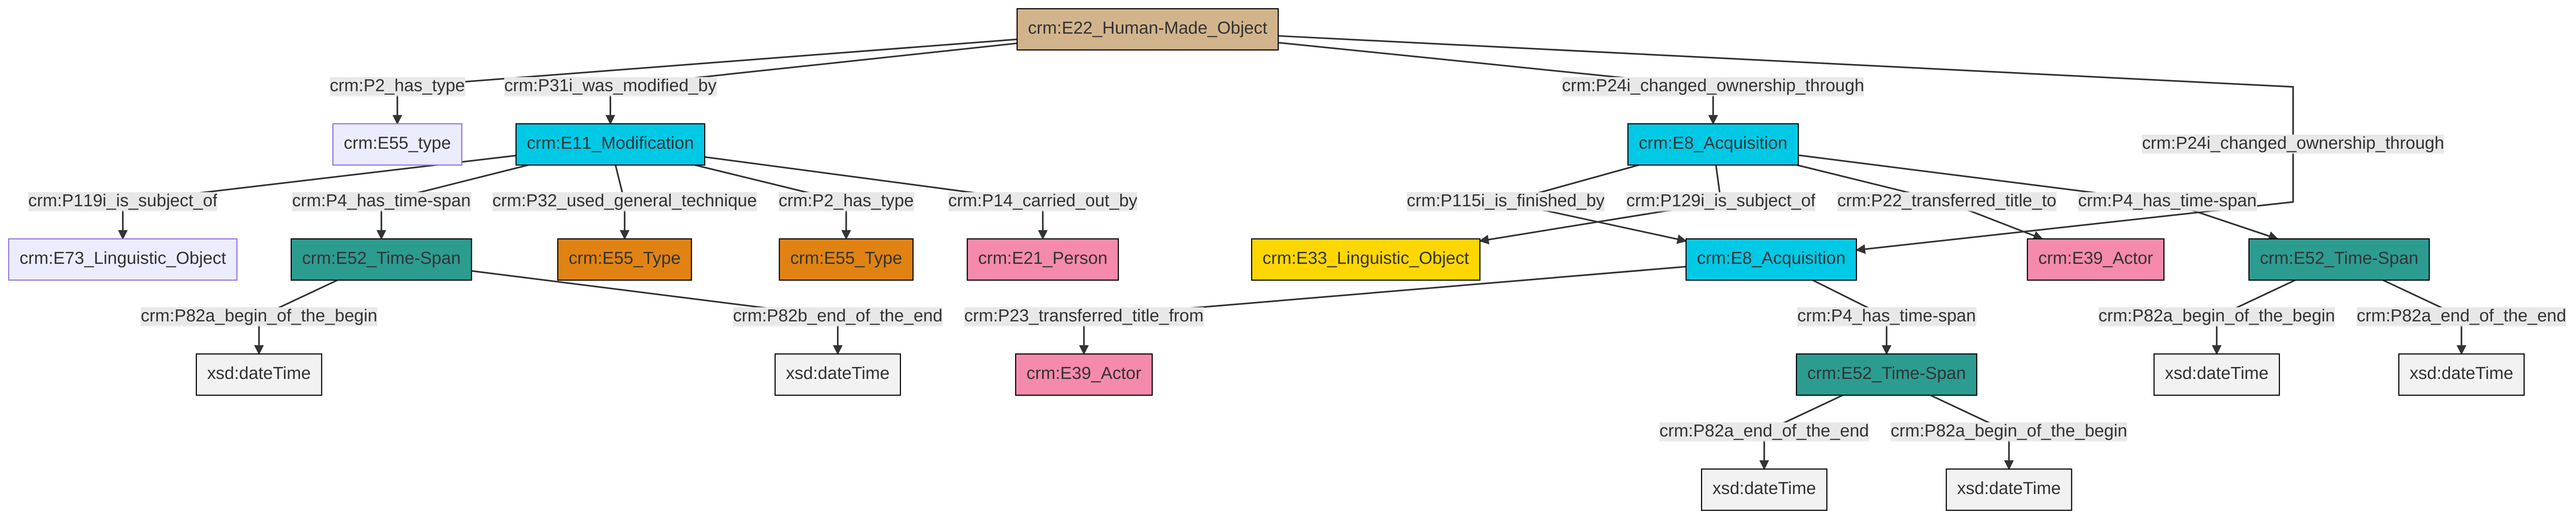 crm:E22_Human-Made_Object
crm:P2_has_type
crm:P31i_was_modified_by
crm:P24i_changed_ownership_through
crm:E55_type
crm:E11_Modification
crm:E8_Acquisition
crm:P24i_changed_ownership_through
crm:P119i_is_subject_of
crm:P4_has_time-span
crm:P32_used_general_technique
crm:P2_has_type
crm:P14_carried_out_by
crm:P115i_is_finished_by
crm:P129i_is_subject_of
crm:P22_transferred_title_to
crm:P4_has_time-span
crm:E73_Linguistic_Object
crm:E52_Time-Span
crm:E55_Type
crm:E55_Type
crm:E21_Person
crm:E33_Linguistic_Object
crm:E8_Acquisition
crm:E39_Actor
crm:E52_Time-Span
crm:P82a_begin_of_the_begin
crm:P82b_end_of_the_end
crm:P23_transferred_title_from
crm:P4_has_time-span
crm:P82a_begin_of_the_begin
crm:P82a_end_of_the_end
xsd:dateTime
xsd:dateTime
crm:E39_Actor
crm:E52_Time-Span
xsd:dateTime
xsd:dateTime
crm:P82a_end_of_the_end
crm:P82a_begin_of_the_begin
xsd:dateTime
xsd:dateTime